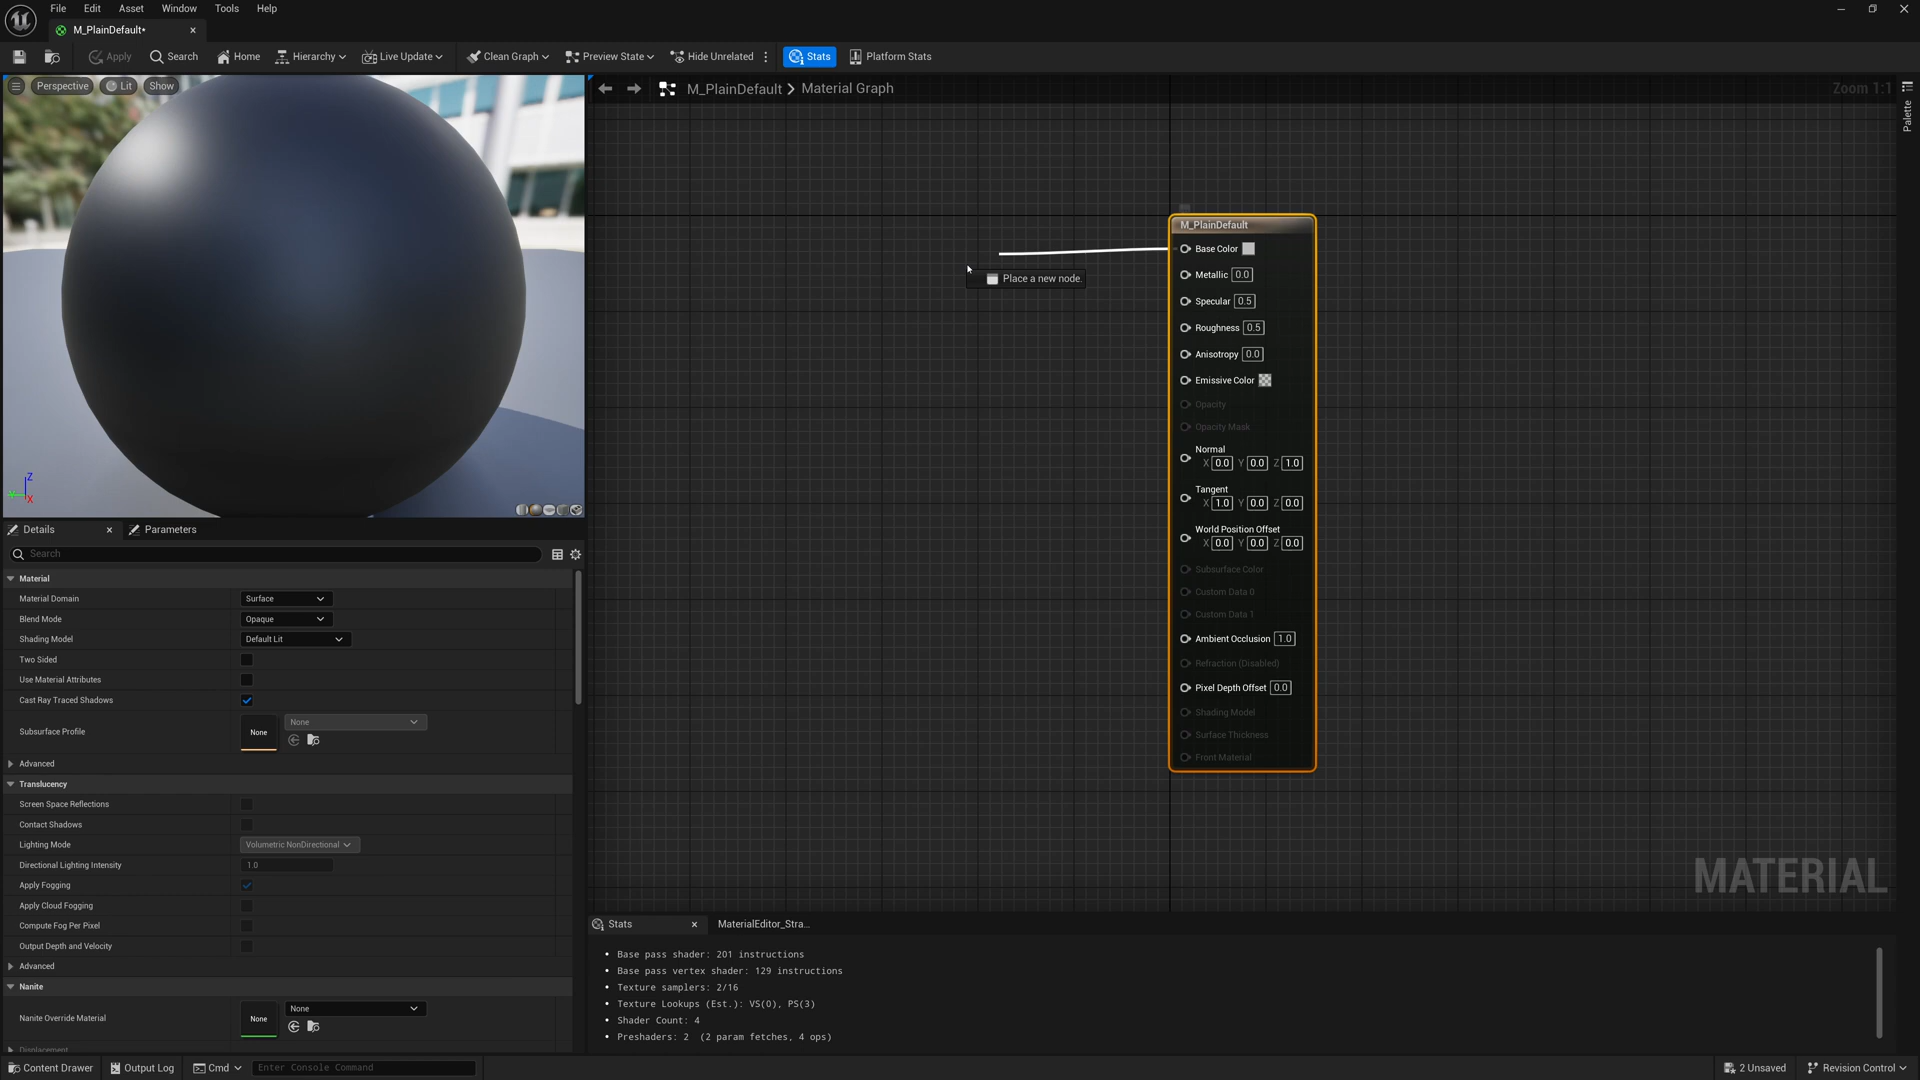 File Edit Asset Window Tools Help
M_PlainDefault*
Apply Search Home Hierarchy Live Update Clean Graph Preview State Hide Unrelated Stats Platform Stats
Perspective Lit Show
M_PlainDefault > Material Graph
Zoom 1:1
Palette
Z
X
M_PlainDefault
Base Color
Place a new node.
Metallic 0.0
Specular 0.5
Roughness 0.5
Anisotropy 0.0
Emissive Color
Opacity
Opacity Mask
Normal
X 0.0 Y 0.0 Z 1.0
Tangent
X 1.0 Y 0.0 Z 0.0
World Position Offset
X 0.0 Y 0.0 Z 0.0
Subsurface Color
Custom Data 0
Custom Data 1
Ambient Occlusion 1.0
Refraction (Disabled)
Pixel Depth Offset 0.0
Shading Model
Surface Thickness
Front Material
MATERIAL
Details Parameters
Search
Material
Material Domain Surface
Blend Mode Opaque
Shading Model Default Lit
Two Sided
Use Material Attributes
Cast Ray Traced Shadows
Subsurface Profile None None
Advanced
Translucency
Screen Space Reflections
Contact Shadows
Lighting Mode Volumetric NonDirectional
Directional Lighting Intensity 1.0
Apply Fogging
Apply Cloud Fogging
Compute Fog Per Pixel
Output Depth and Velocity
Advanced
Nanite
Nanite Override Material None None
Displacement
Stats MaterialEditor_Stra...
• Base pass shader: 201 instructions
• Base pass vertex shader: 129 instructions
• Texture samplers: 2/16
• Texture Lookups (Est.): VS(0), PS(3)
• Shader Count: 4
• Preshaders: 2 (2 param fetches, 4 ops)
Content Drawer Output Log Cmd Enter Console Command 2 Unsaved Revision Control